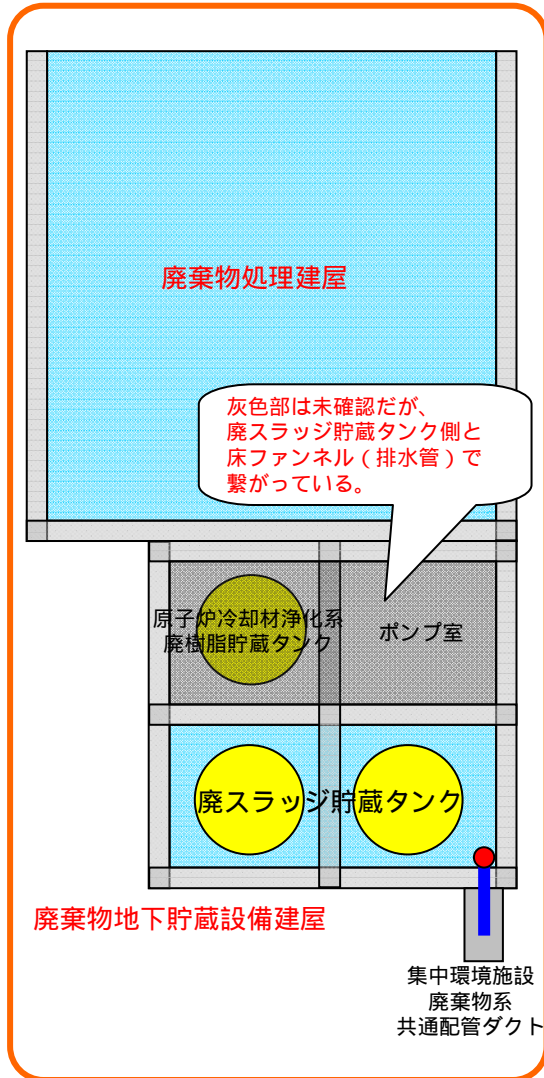 廃棄物処理建屋
灰色部は未確認だが、
廃スラッジ貯蔵タンク側と
床ファンネル(排水管)で
繋がっている。
原子炉冷却材浄化系
廃樹脂貯蔵タンク
ポンプ室
廃スラッジ貯蔵タンク
廃棄物地下貯蔵設備建屋
集中環境施設
廃棄物系
共通配管ダクト